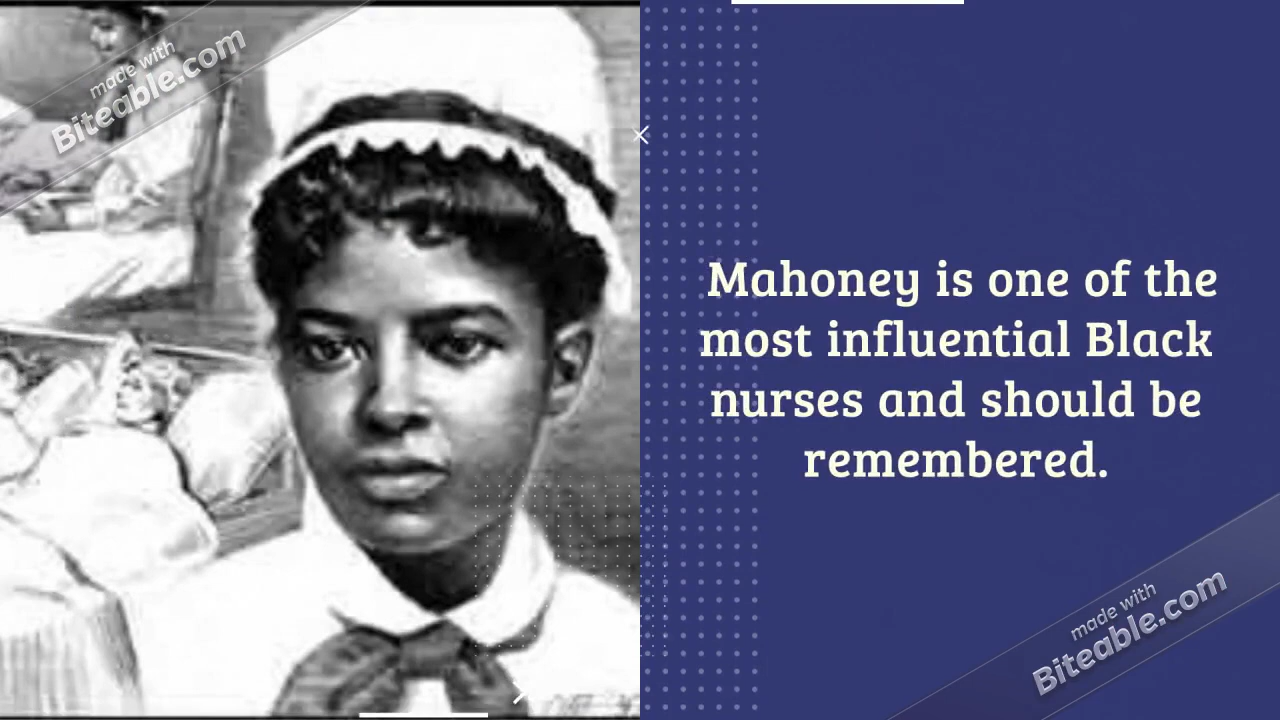 made with
Biteable.com
Mahoney is one of the
most influential Black
nurses and should be
remembered.
made with
Biteable.com